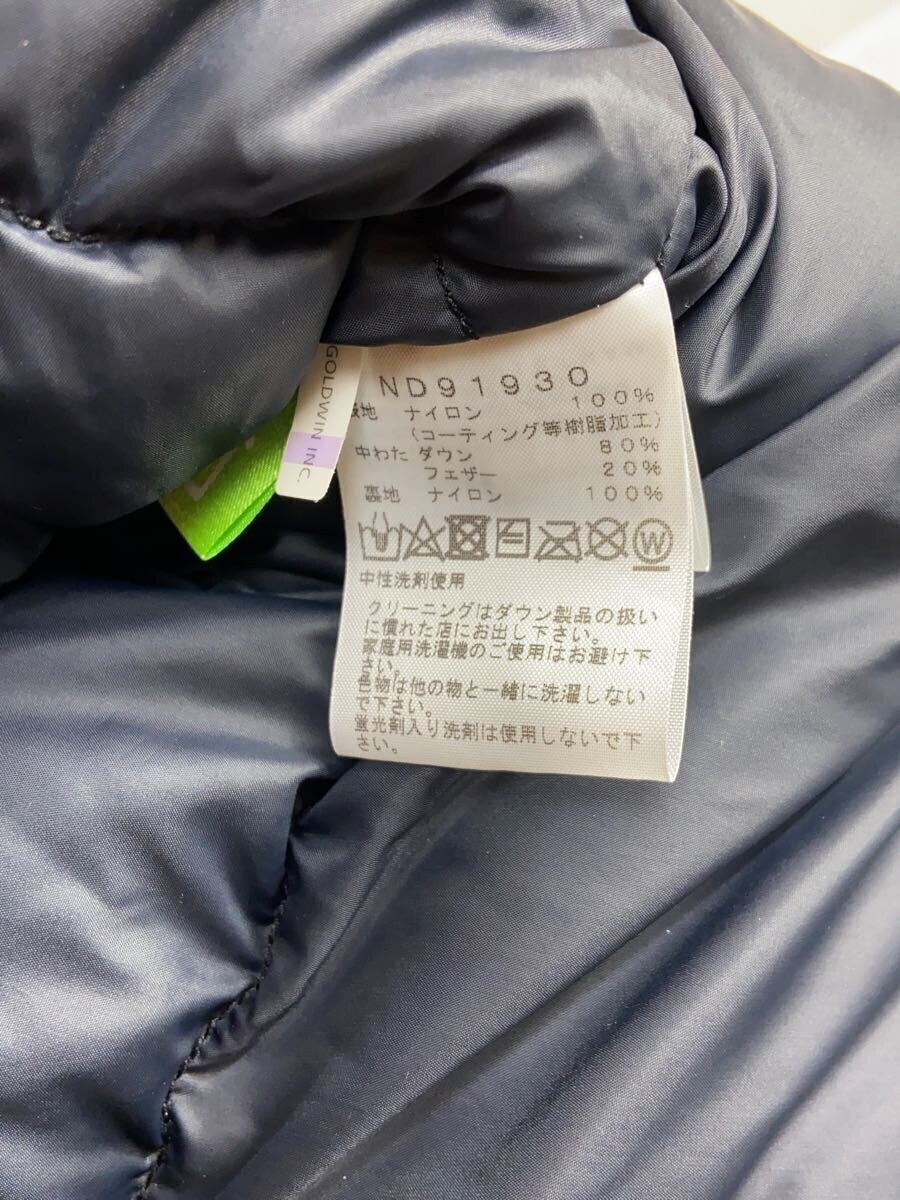 GOLDWIN INC.
ND91930
表地 ナイロン 100%
(コーティング等樹脂加工)
中わた ダウン 80%
フェザー 20%
裏地 ナイロン 100%
W
中性洗剤使用
クリーニングはダウン製品の扱い
に慣れた店にお出し下さい。
家庭用洗濯機のご使用はお避け下
さい。
色物は他の物と一緒に洗濯しない
で下さい。
蛍光剤入り洗剤は使用しないで下
さい。